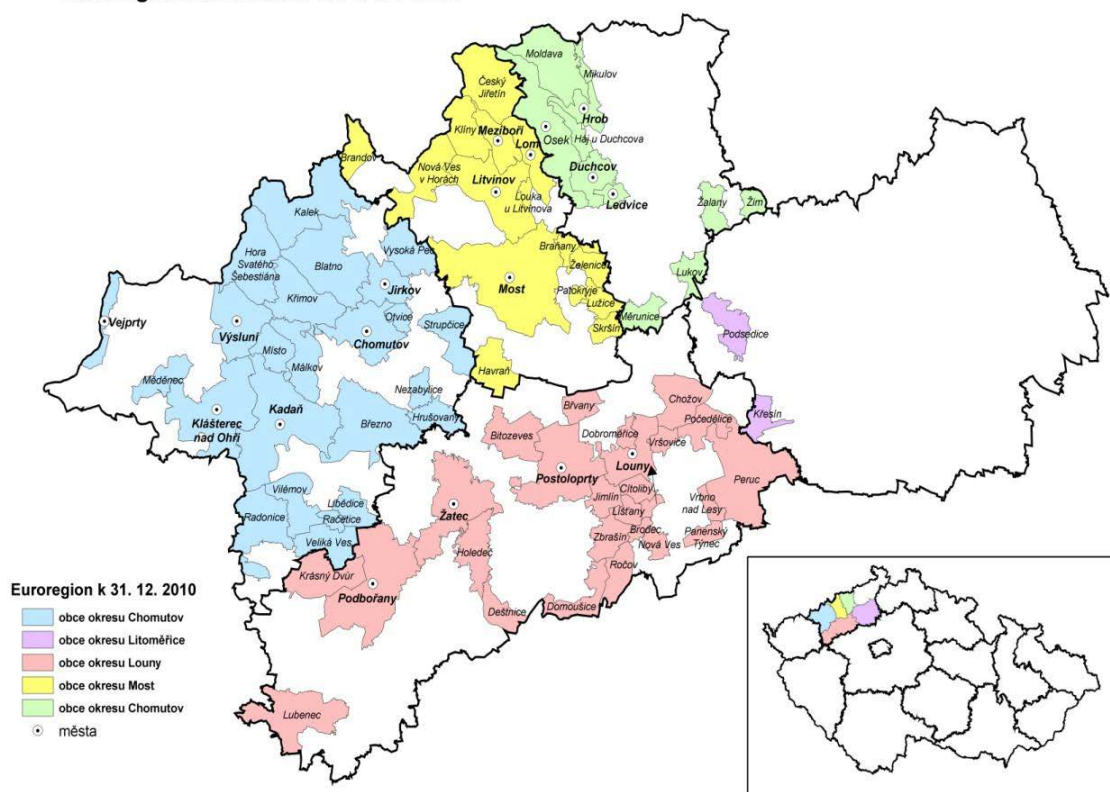 Moldava
Mikulov
Český
Jiřetín
Hrob
Klíny
Meziboří
Osek
Háj u Duchcova
Lom
Brandov
Nová Ves
v Horách
Litvínov
Duchcov
Louka
u Litvínova
Ledvice
Žalany
Žim
Kalek
Vysoká Pec
Hora
Svatého
Šebestiána
Blatno
Braňany
Želenice
Lukov
Jirkov
Most
Patokryje
Křimov
Lužice
Měrunice
Otvice
Vejprty
Výsluní
Strupčice
Skršín
Podsedice
Chomutov
Místo
Málkov
Havraň
Měděnec
Nezabylice
Chožov
Břvany
Klášterec
nad Ohří
Kadaň
Březno
Hrušovany
Počedělice
Křesín
Bitozeves
Dobroměřice
Vršovice
Postoloprty
Louny
Peruc
Vilémov
Libědice
Cítoliby
Jimlín
Vrbno
nad Lesy
Radonice
Račetice
Žatec
Líšťany
Veliká Ves
Zbrašín
Brodec
Panenský
Týnec
Holedeč
Nová Ves
Krásný Dvůr
Ročov
Podbořany
Deštnice
Domoušice
Lubenec
Euroregion k 31. 12. 2010
obce okresu Chomutov
obce okresu Litoměřice
obce okresu Louny
obce okresu Most
obce okresu Chomutov
města